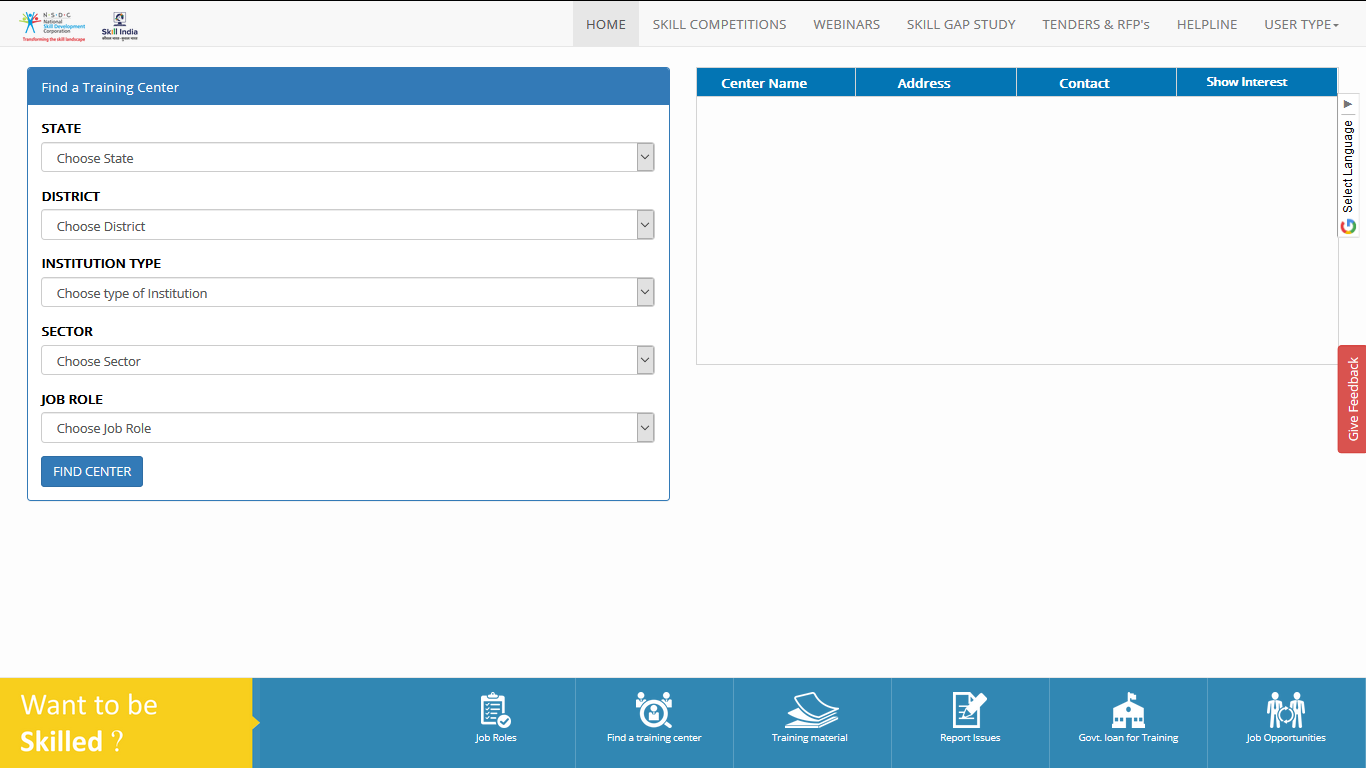 N·S·D·C
National
Skill Development
Corporation
Transforming the skill landscape
Skill India
कौशल भारत - कुशल भारत
HOME
SKILL COMPETITIONS
WEBINARS
SKILL GAP STUDY
TENDERS & RFP's
HELPLINE
USER TYPE
Find a Training Center
STATE
Choose State
DISTRICT
Choose District
INSTITUTION TYPE
Choose type of Institution
SECTOR
Choose Sector
JOB ROLE
Choose Job Role
FIND CENTER
Center Name
Address
Contact
Show Interest
Select Language
Give Feedback
Want to be
Skilled ?
Job Roles
Find a training center
Training material
Report Issues
Govt. loan for Training
Job Opportunities